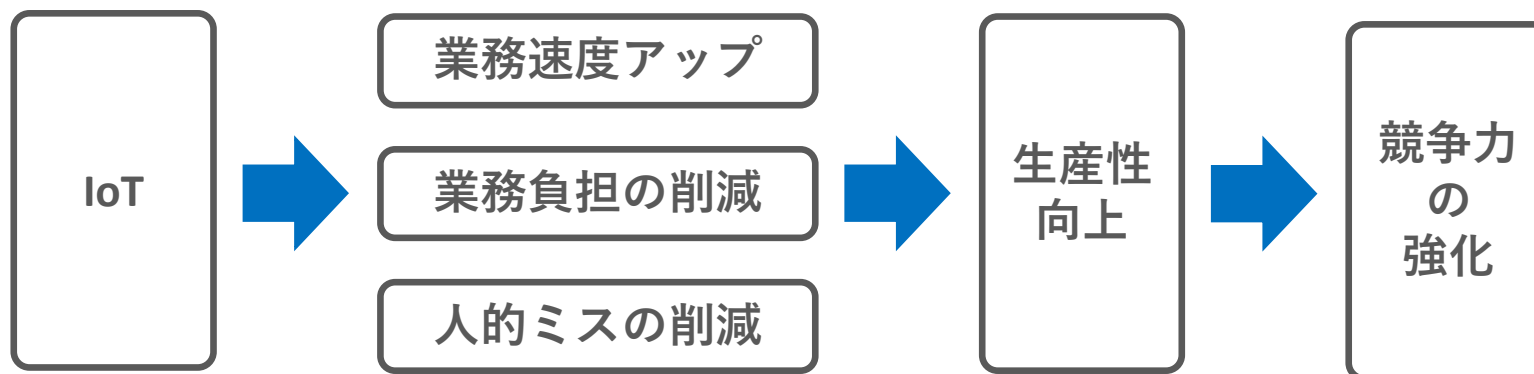 IoT
業務速度アップ
業務負担の削減
人的ミスの削減
生産性
向上
競争力
の
強化